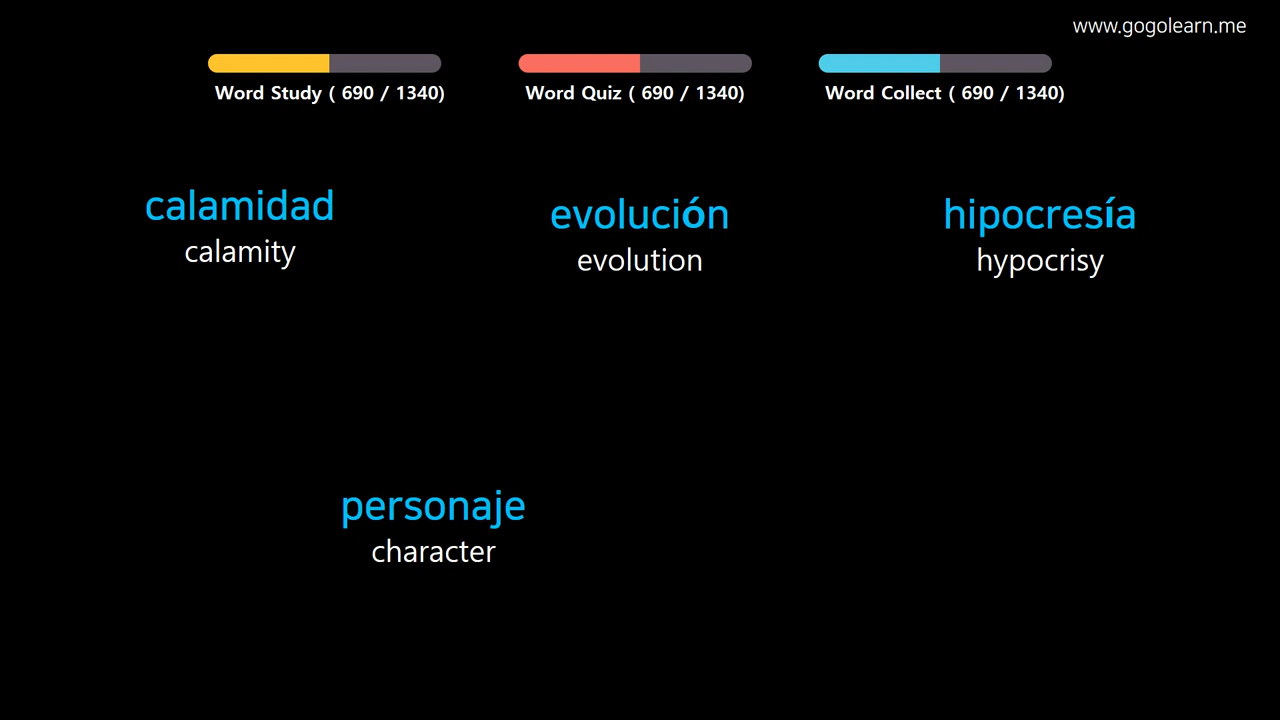 www.gogolearn.me
Word Study ( 690 / 1340)
Word Quiz ( 690 / 1340)
Word Collect ( 690 / 1340)
calamidad
calamity
evolución
evolution
hipocresía
hypocrisy
personaje
character